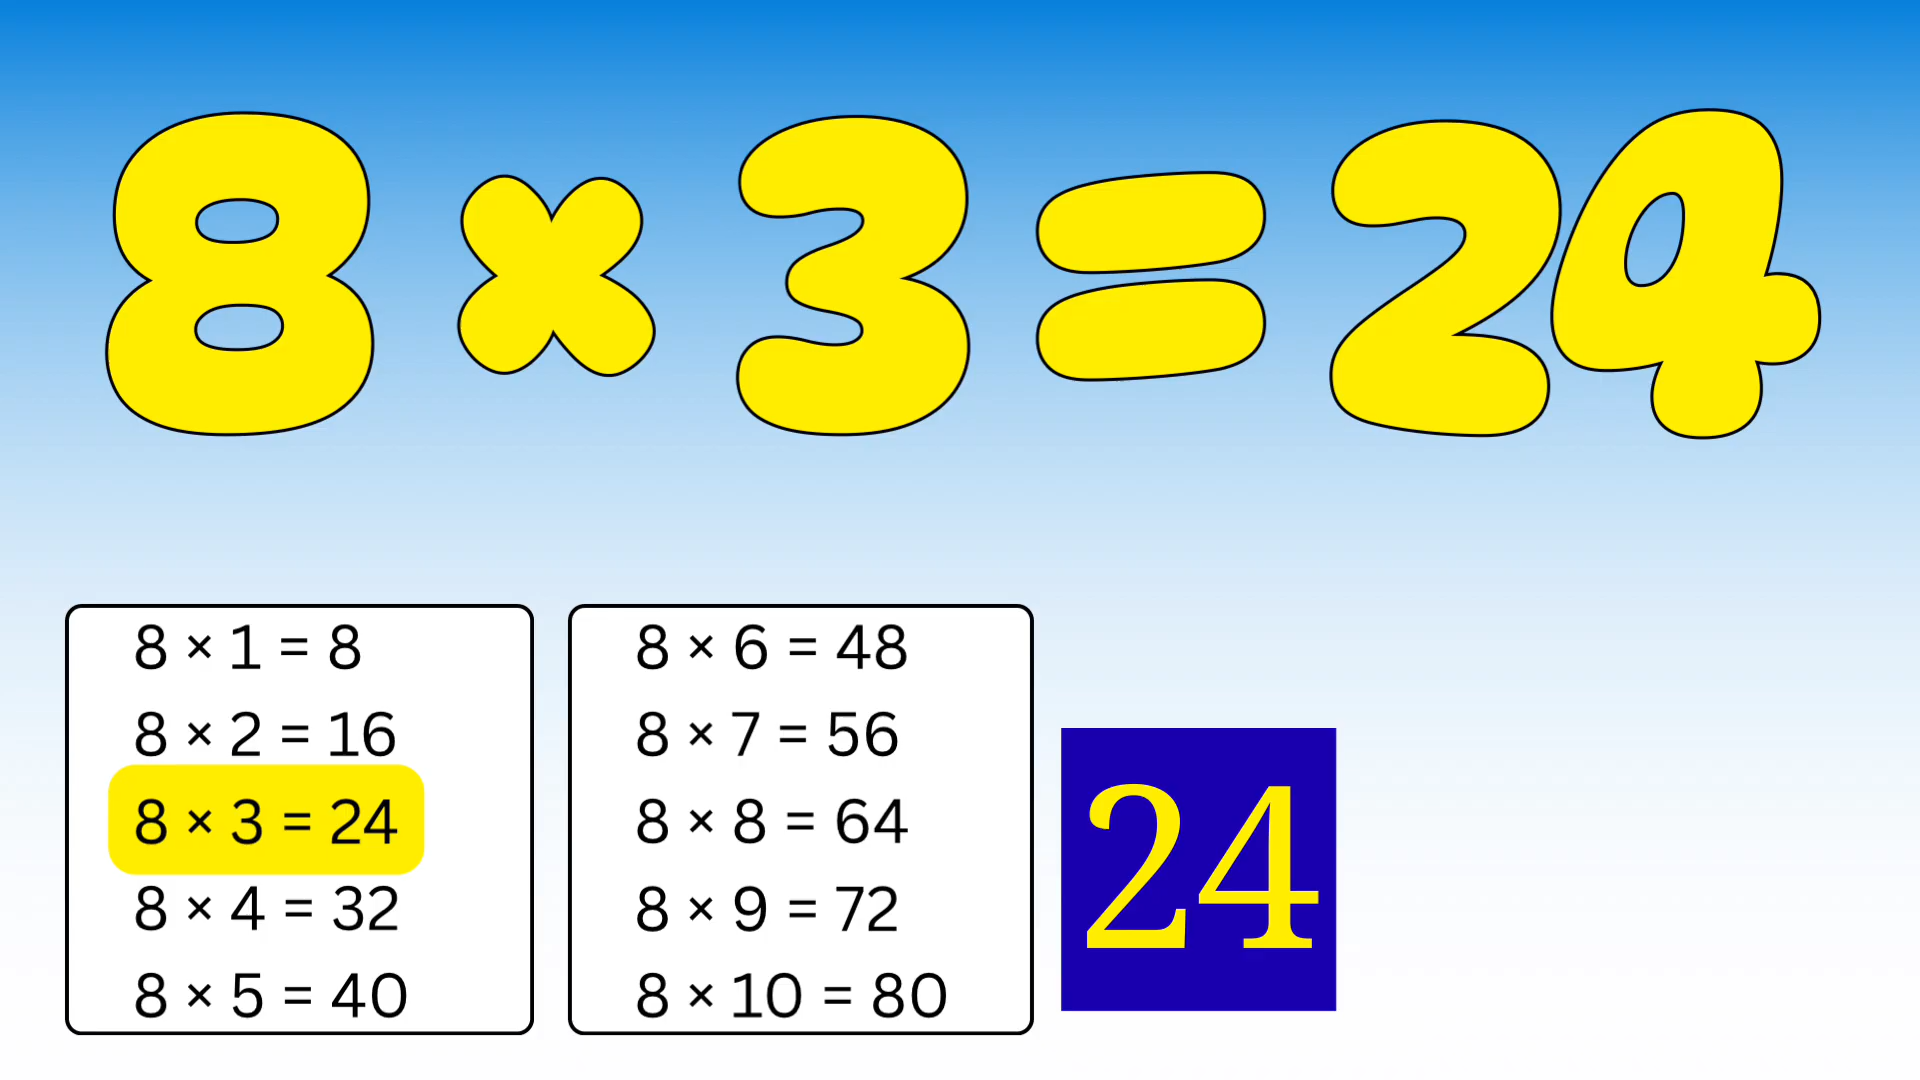 8 × 3 = 24
8 × 1 = 8
8 × 2 = 16
8 × 3 = 24
8 × 4 = 32
8 × 5 = 40
8 × 6 = 48
8 × 7 = 56
8 × 8 = 64
8 × 9 = 72
8 × 10 = 80
24